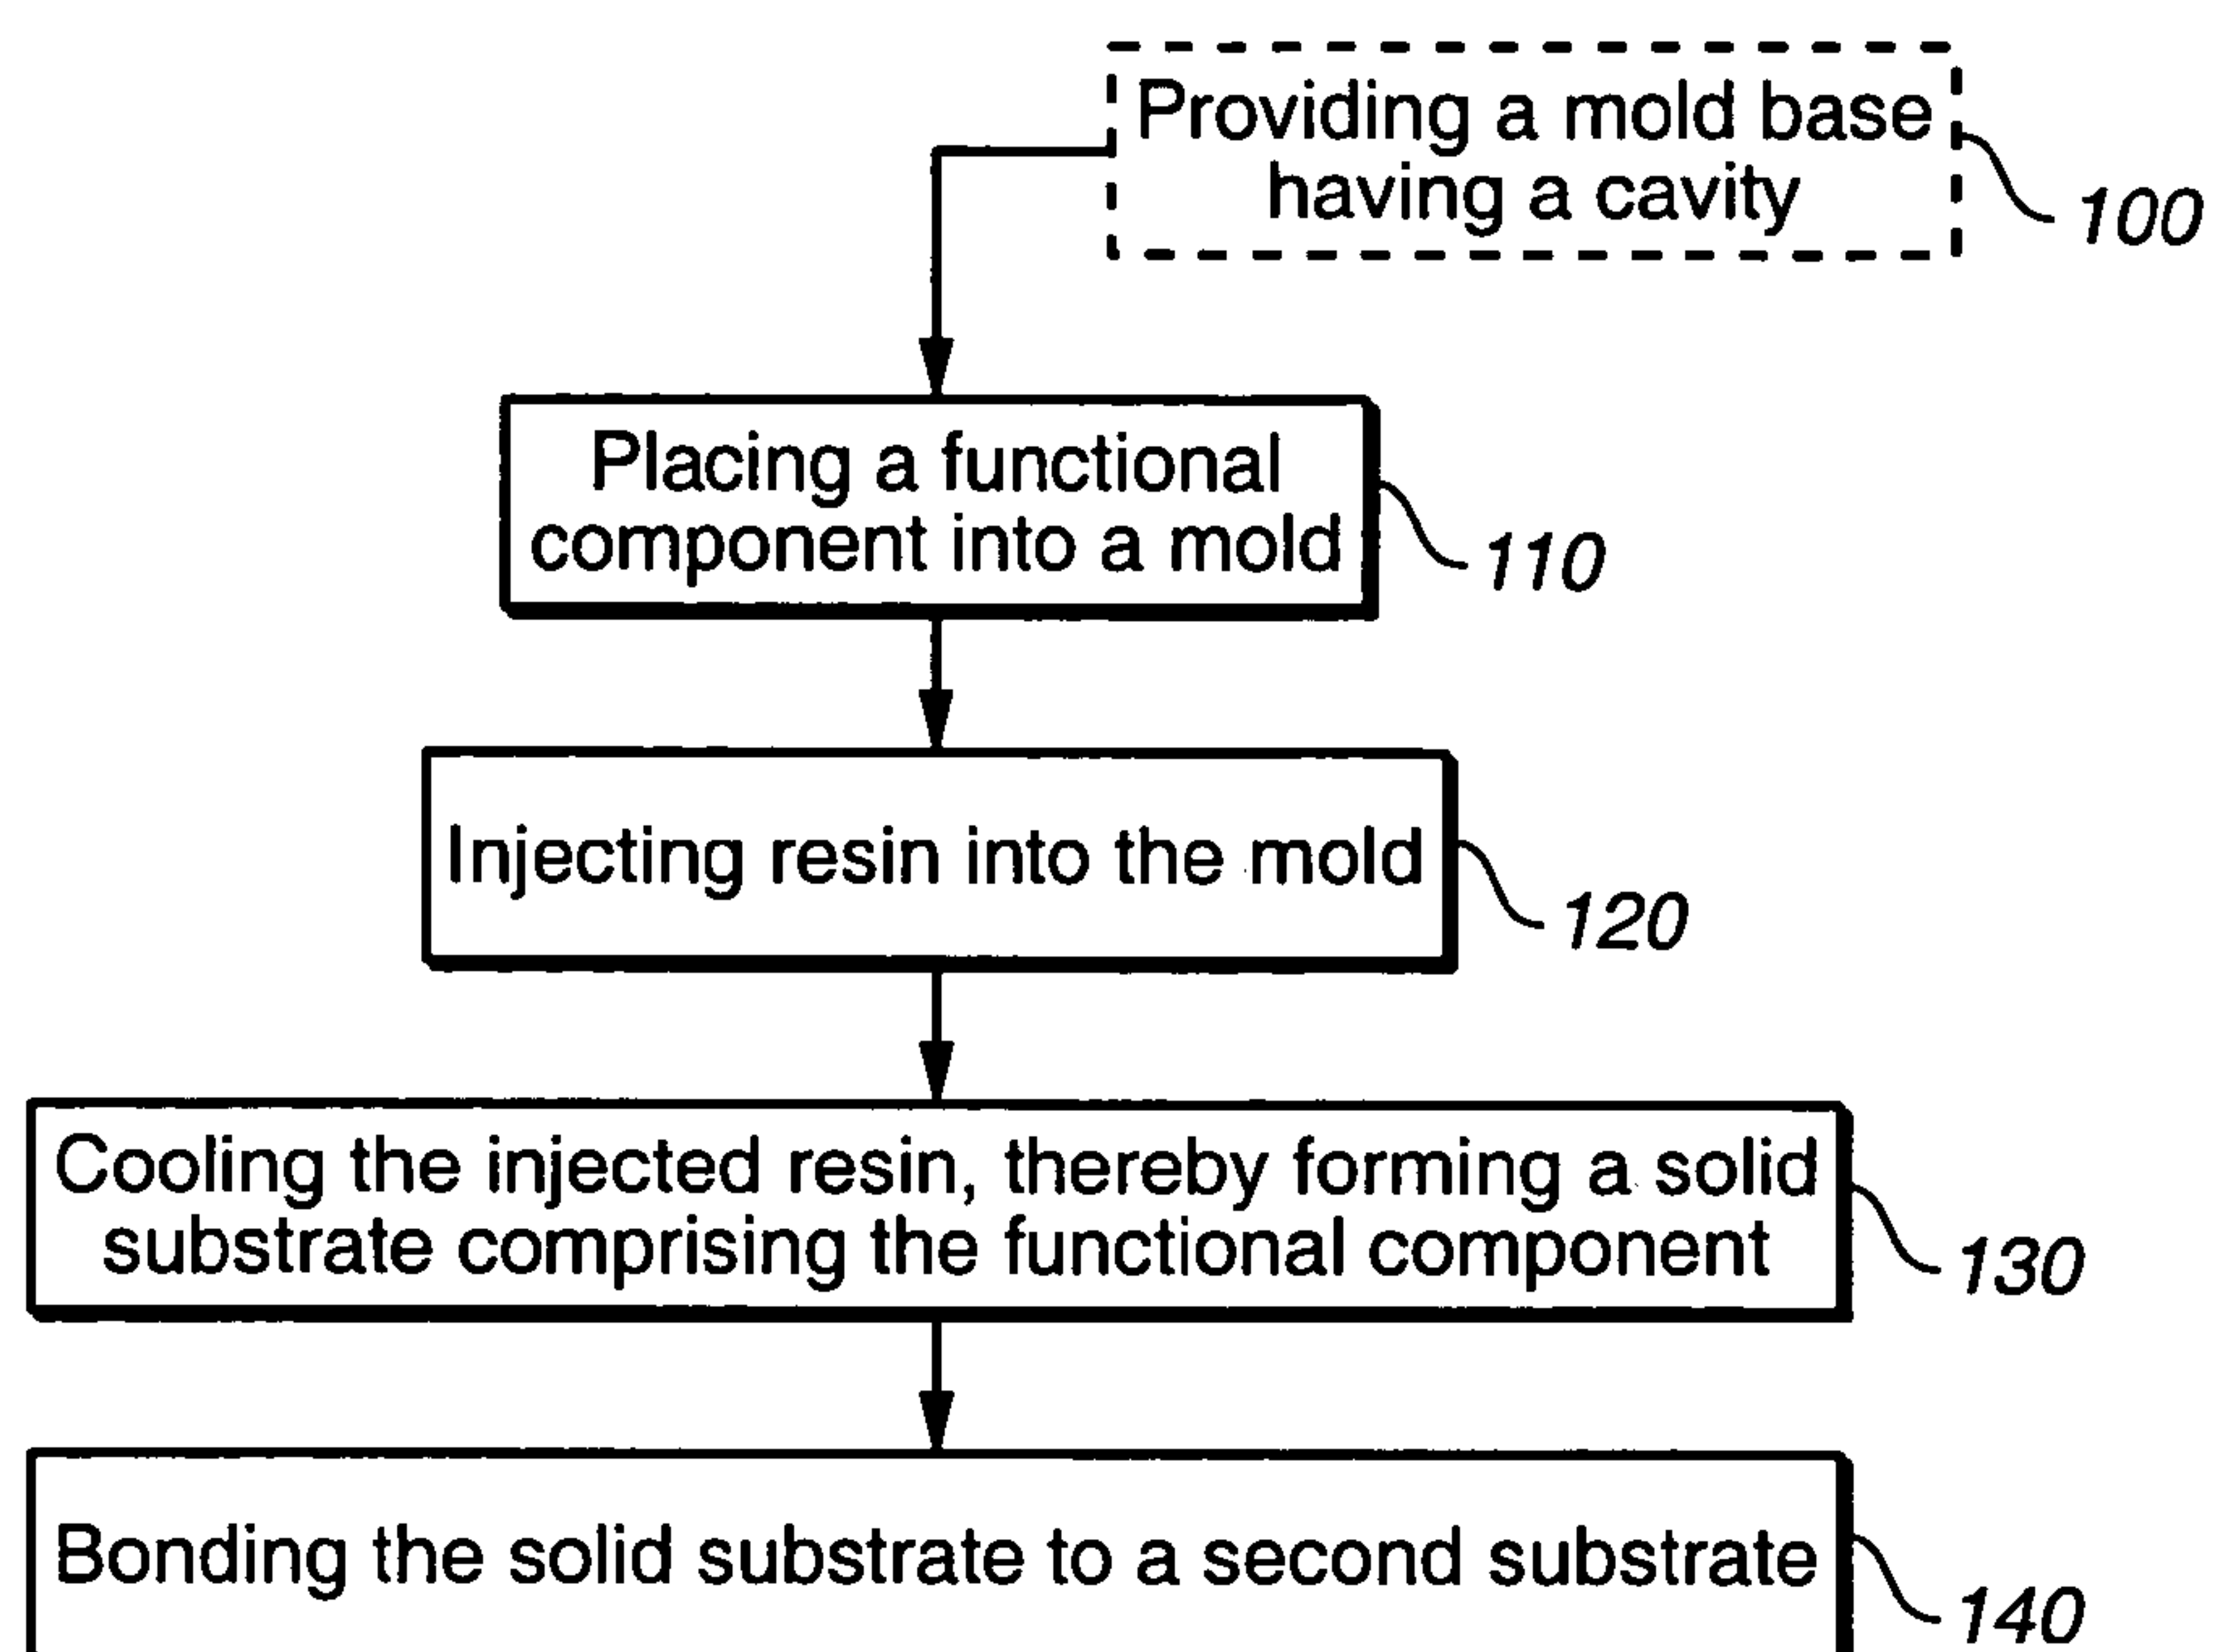 Providing a mold base
having a cavity
100
Placing a functional
component into a mold
110
Injecting resin into the mold
120
Cooling the injected resin, thereby forming a solid
substrate comprising the functional component
130
Bonding the solid substrate to a second substrate
140